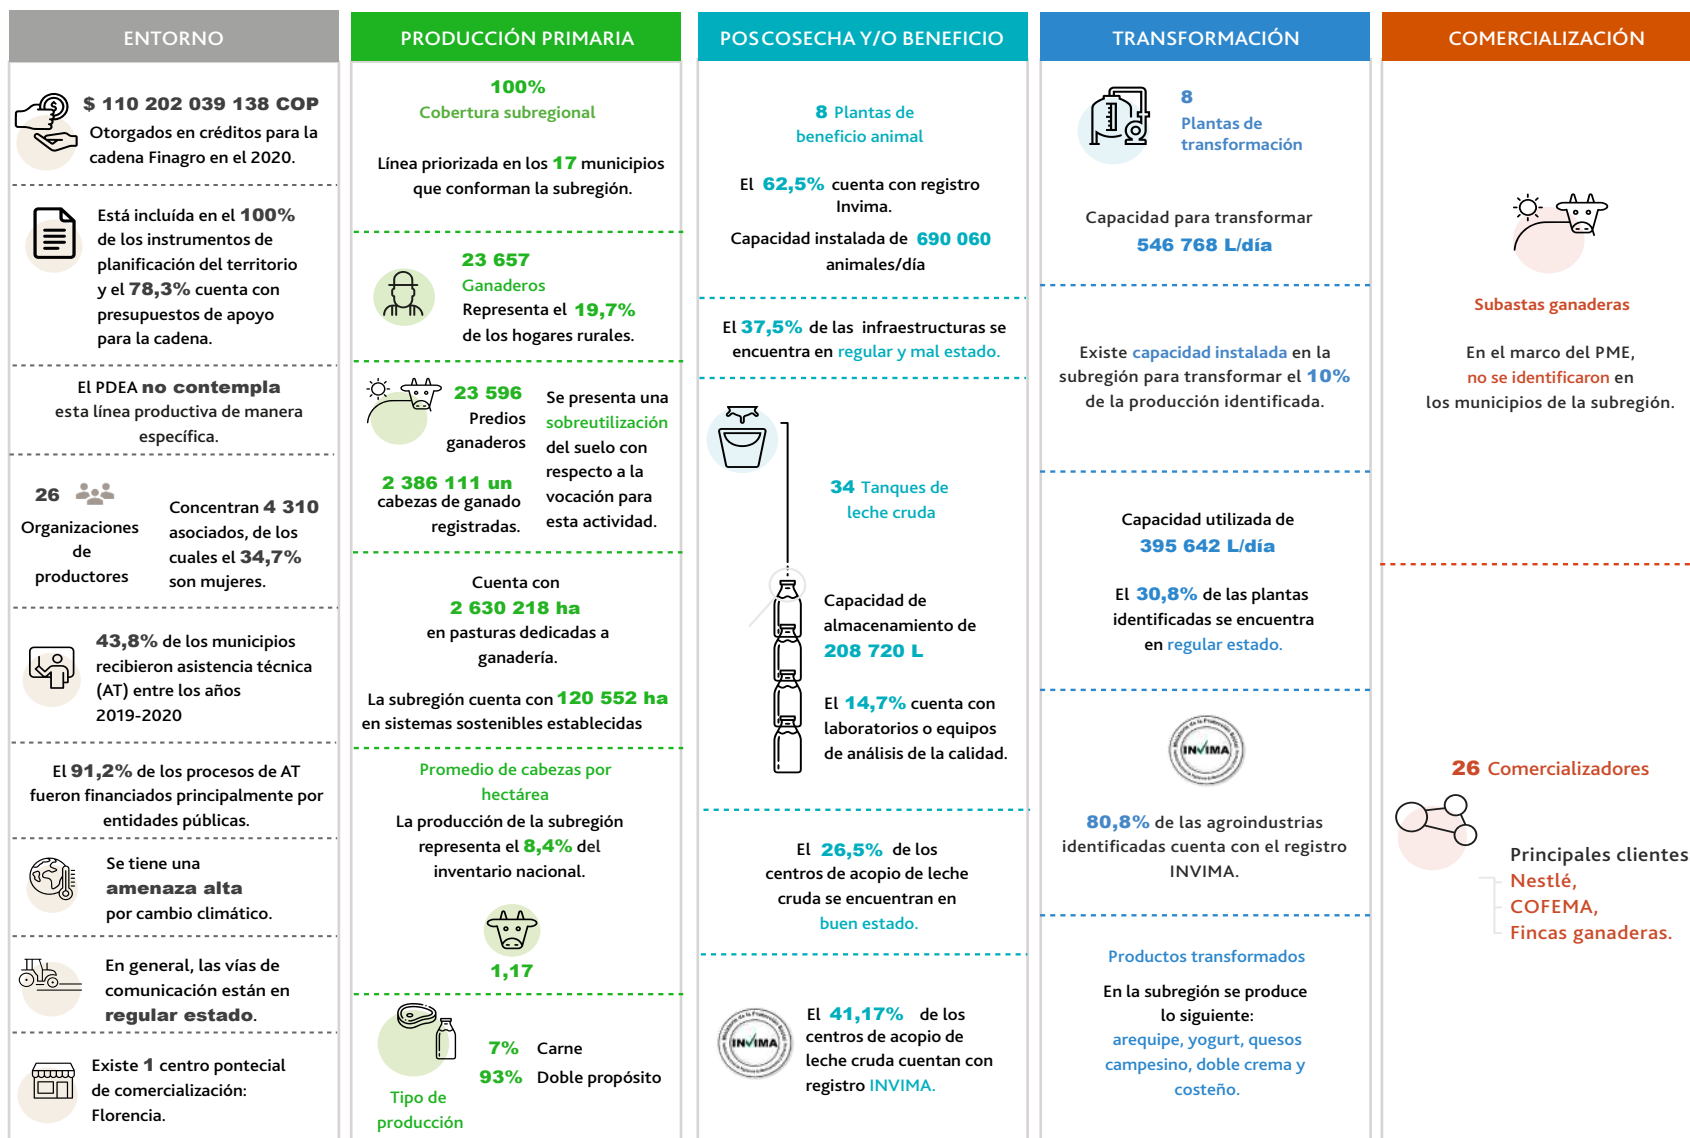 ENTORNO
$ 110 202 039 138 COP
Otorgados en créditos para la
cadena Finagro en el 2020.
Está incluída en el 100%
de los instrumentos de
planificación del territorio
y el 78,3% cuenta con
presupuestos de apoyo
para la cadena.
El PDEA no contempla
esta línea productiva de manera
específica.
26
Organizaciones
de
productores
Concentran 4 310
asociados, de los
cuales el 34,7%
son mujeres.
43,8% de los municipios
recibieron asistencia técnica
(AT) entre los años
2019-2020
El 91,2% de los procesos de AT
fueron financiados principalmente por
entidades públicas.
Se tiene una
amenaza alta
por cambio climático.
En general, las vías de
comunicación están en
regular estado.
Existe 1 centro pontecial
de comercialización:
Florencia.
PRODUCCIÓN PRIMARIA
100%
Cobertura subregional
Línea priorizada en los 17 municipios
que conforman la subregión.
23 657
Ganaderos
Representa el 19,7%
de los hogares rurales.
23 596
Predios
ganaderos
2 386 111 un
cabezas de ganado
registradas.
Se presenta una
sobreutilización
del suelo con
respecto a la
vocación para
esta actividad.
Cuenta con
2 630 218 ha
en pasturas dedicadas a
ganadería.
La subregión cuenta con 120 552 ha
en sistemas sostenibles establecidas
Promedio de cabezas por
hectárea
La producción de la subregión
representa el 8,4% del
inventario nacional.
1,17
7% Carne
93% Doble propósito
Tipo de
producción
POSCOSECHA Y/O BENEFICIO
8 Plantas de
beneficio animal
El 62,5% cuenta con registro
Invima.
Capacidad instalada de 690 060
animales/día
El 37,5% de las infraestructuras se
encuentra en regular y mal estado.
34 Tanques de
leche cruda
Capacidad de
almacenamiento de
208 720 L
El 14,7% cuenta con
laboratorios o equipos
de análisis de la calidad.
El 26,5% de los
centros de acopio de leche
cruda se encuentran en
buen estado.
INVIMA
El 41,17% de los
centros de acopio de
leche cruda cuentan con
registro INVIMA.
TRANSFORMACIÓN
8
Plantas de
transformación
Capacidad para transformar
546 768 L/día
Existe capacidad instalada en la
subregión para transformar el 10%
de la producción identificada.
Capacidad utilizada de
395 642 L/día
El 30,8% de las plantas
identificadas se encuentra
en regular estado.
INVIMA
80,8% de las agroindustrias
identificadas cuenta con el registro
INVIMA.
Productos transformados
En la subregión se produce
lo siguiente:
arequipe, yogurt, quesos
campesino, doble crema y
costeño.
COMERCIALIZACIÓN
Subastas ganaderas
En el marco del PME,
no se identificaron en
los municipios de la subregión.
26 Comercializadores
Principales clientes
Nestlé,
COFEMA,
Fincas ganaderas.